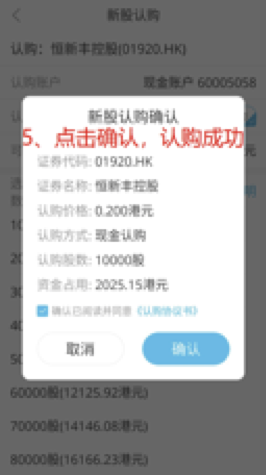 新股认购
认购：恒新丰控股(01920.HK)
认购账户 现金账户 60005058
新股认购确认
5、点击确认，认购成功
证券代码: 01920.HK
证券名称: 恒新丰控股
认购价格: 0.200港元
认购方式: 现金认购
认购股数: 10000股
资金占用: 2025.15港元
确认已阅读并同意《认购协议书》
取消 确认
60000股(12125.92港元)
70000股(14146.08港元)
80000股(16166.23港元)